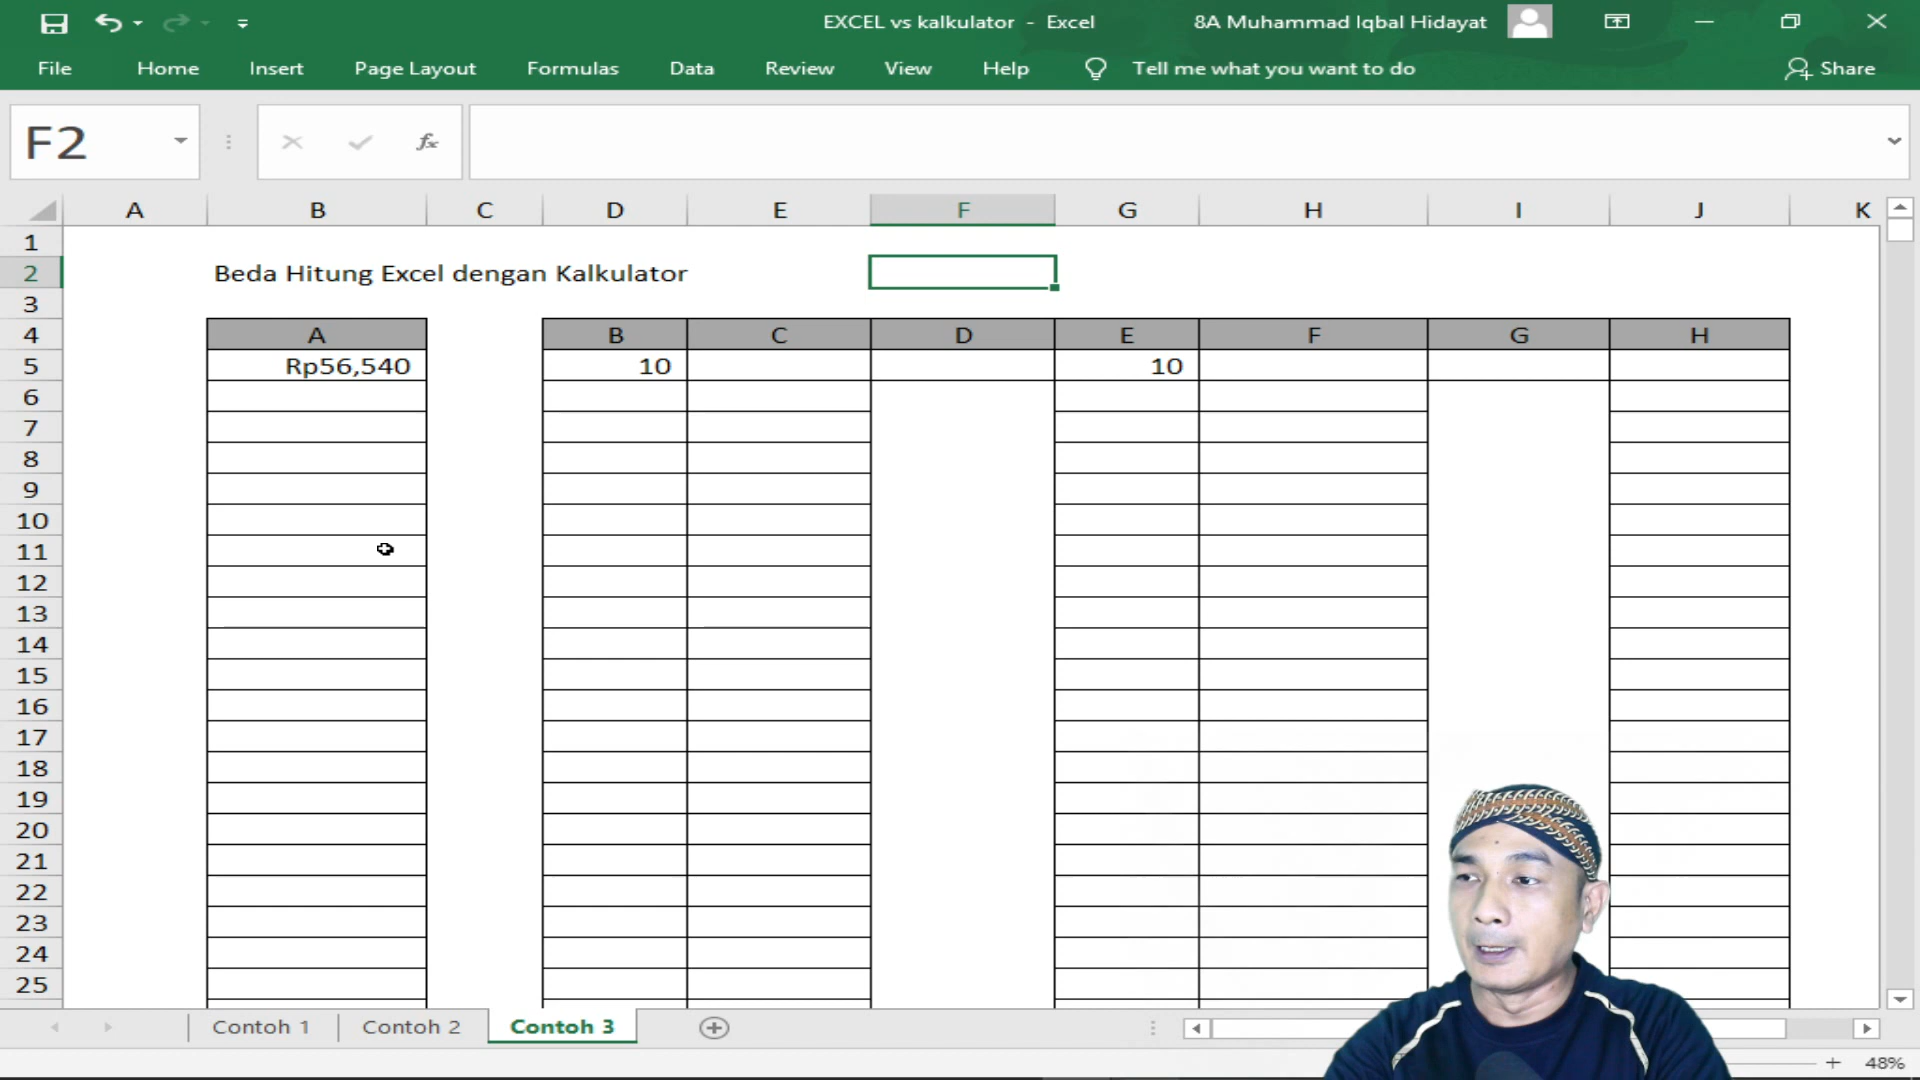 EXCEL vs kalkulator - Excel
8A Muhammad Iqbal Hidayat
File Home Insert Page Layout Formulas Data Review View Help Tell me what you want to do Share
F2 fx
A B C D E F G H I J K
1
2 Beda Hitung Excel dengan Kalkulator
3
4 A B C D E F G H
5 Rp56,540 10 10
6
7
8
9
10
11
12
13
14
15
16
17
18
19
20
21
22
23
24
25
Contoh 1 Contoh 2 Contoh 3
48%